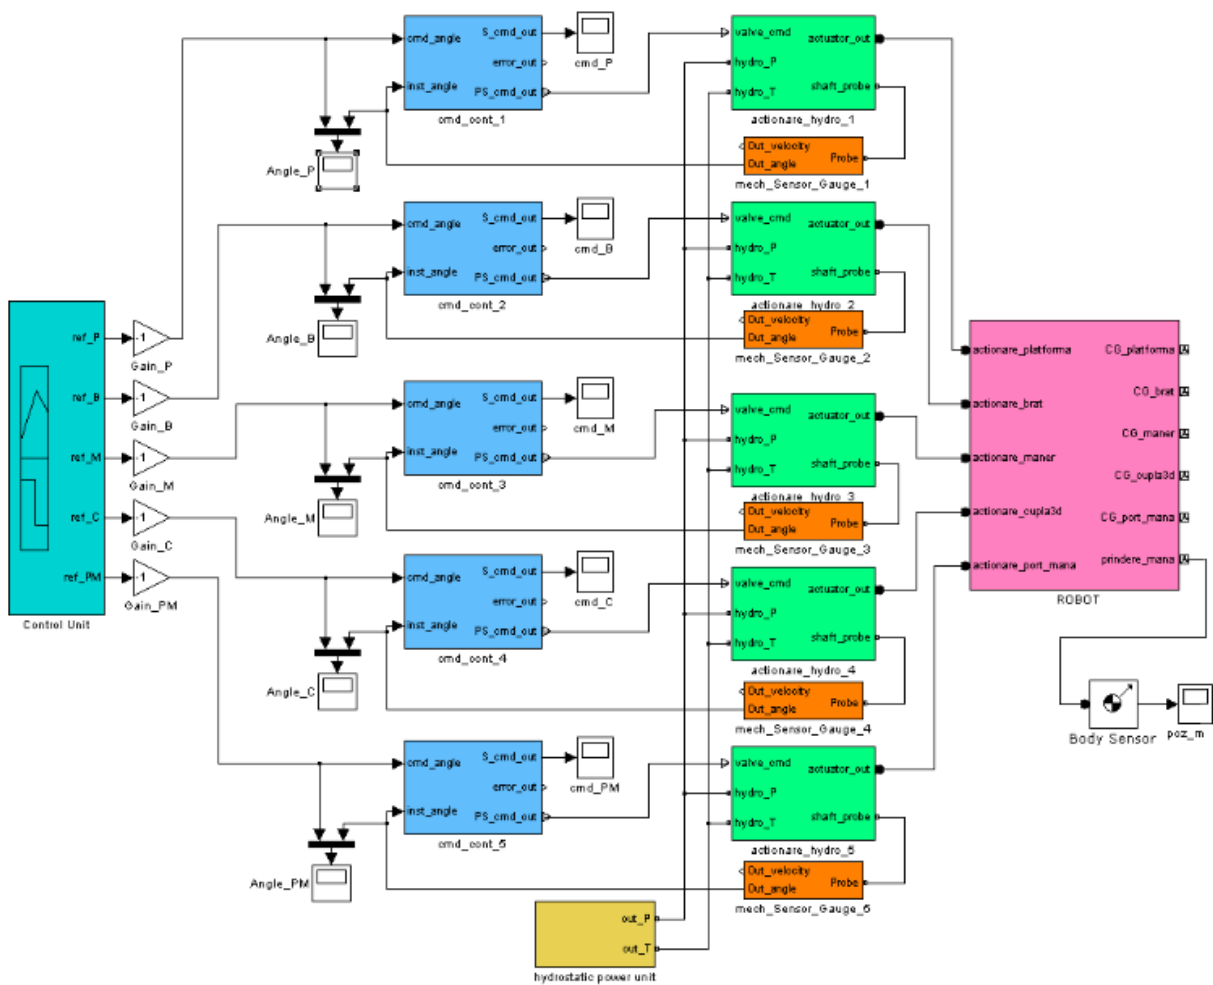 cmd_angle
inst_angle
S_cmd_out
error_out
PS_cmd_out
cmd_cont_1
cmd_P
Angle_P
valve_cmd
hydro_P
hydro_T
actuator_out
shaft_probe
actionare_hydro_1
Out_velocity
Out_angle
Probe
mech_Sensor_Gauge_1
cmd_angle
inst_angle
S_cmd_out
error_out
PS_cmd_out
cmd_cont_2
cmd_B
Angle_B
valve_cmd
hydro_P
hydro_T
actuator_out
shaft_probe
actionare_hydro_2
Out_velocity
Out_angle
Probe
mech_Sensor_Gauge_2
ref_P
ref_B
ref_M
ref_C
ref_PM
Control Unit
-1
Gain_P
-1
Gain_B
-1
Gain_M
-1
Gain_C
-1
Gain_PM
cmd_angle
inst_angle
S_cmd_out
error_out
PS_cmd_out
cmd_cont_3
cmd_M
Angle_M
valve_cmd
hydro_P
hydro_T
actuator_out
shaft_probe
actionare_hydro_3
Out_velocity
Out_angle
Probe
mech_Sensor_Gauge_3
actionare_platforma
actionare_brat
actionare_maner
actionare_cupla3d
actionare_port_mana
CG_platforma
CG_brat
CG_maner
CG_cupla3d
CG_port_mana
prindere_mana
ROBOT
cmd_angle
inst_angle
S_cmd_out
error_out
PS_cmd_out
cmd_cont_4
cmd_C
Angle_C
valve_cmd
hydro_P
hydro_T
actuator_out
shaft_probe
actionare_hydro_4
Out_velocity
Out_angle
Probe
mech_Sensor_Gauge_4
Body Sensor
poz_m
cmd_angle
inst_angle
S_cmd_out
error_out
PS_cmd_out
cmd_cont_5
cmd_PM
Angle_PM
valve_cmd
hydro_P
hydro_T
actuator_out
shaft_probe
actionare_hydro_5
Out_velocity
Out_angle
Probe
mech_Sensor_Gauge_5
out_P
out_T
hydrostatic power unit